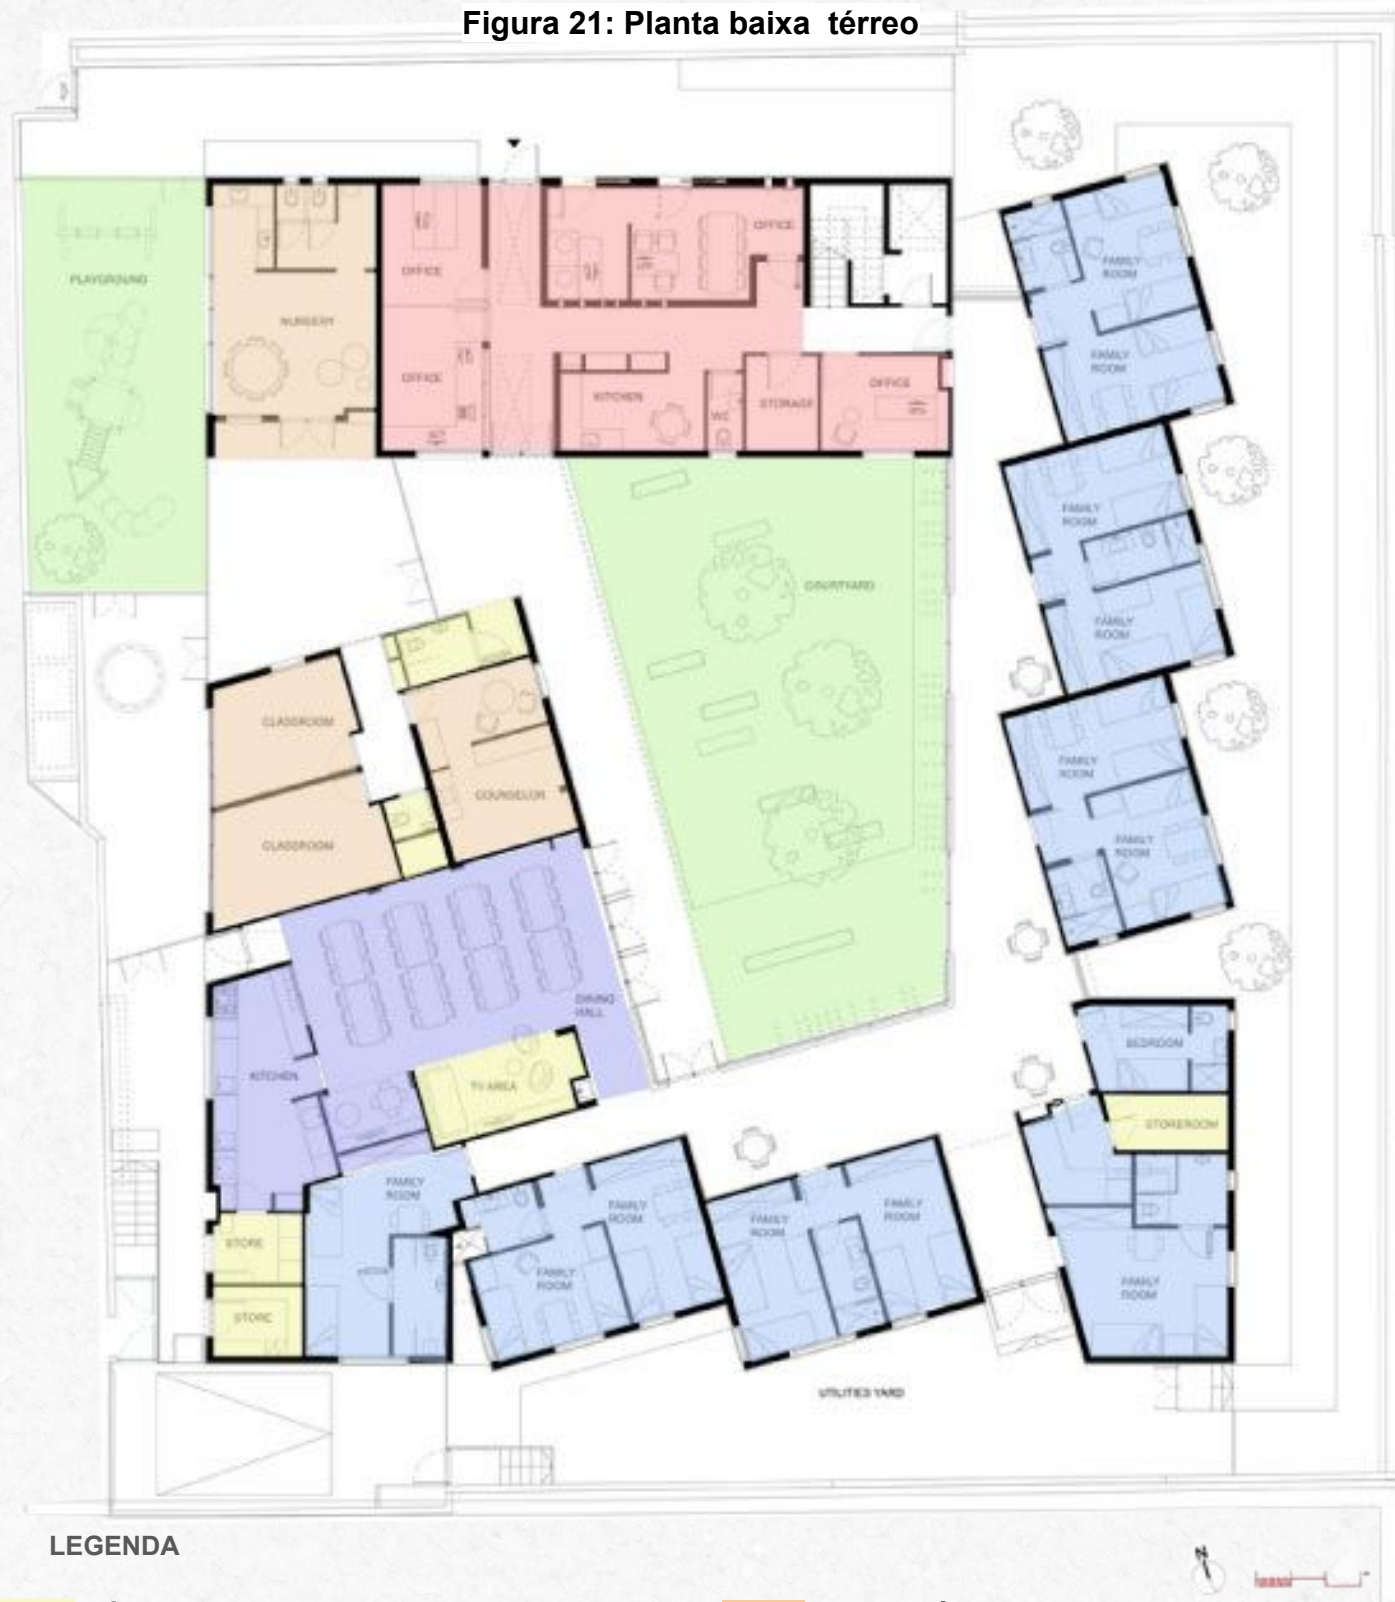 Figura 21: Planta baixa térreo
OFFICE
PLAYGROUND
FAMILY
ROOM
OFFICE
NURSERY
FAMILY
ROOM
OFFICE
OFFICE
KITCHEN
WC
STORAGE
FAMILY
ROOM
COURTYARD
FAMILY
ROOM
CLASSROOM
FAMILY
ROOM
COUNSELOR
CLASSROOM
FAMILY
ROOM
DINING
HALL
BEDROOM
KITCHEN
TV AREA
STOREROOM
FAMILY
ROOM
FAMILY
ROOM
FAMILY
ROOM
FAMILY
ROOM
STORE
FAMILY
ROOM
FAMILY
ROOM
STORE
UTILITIES YARD
LEGENDA
N